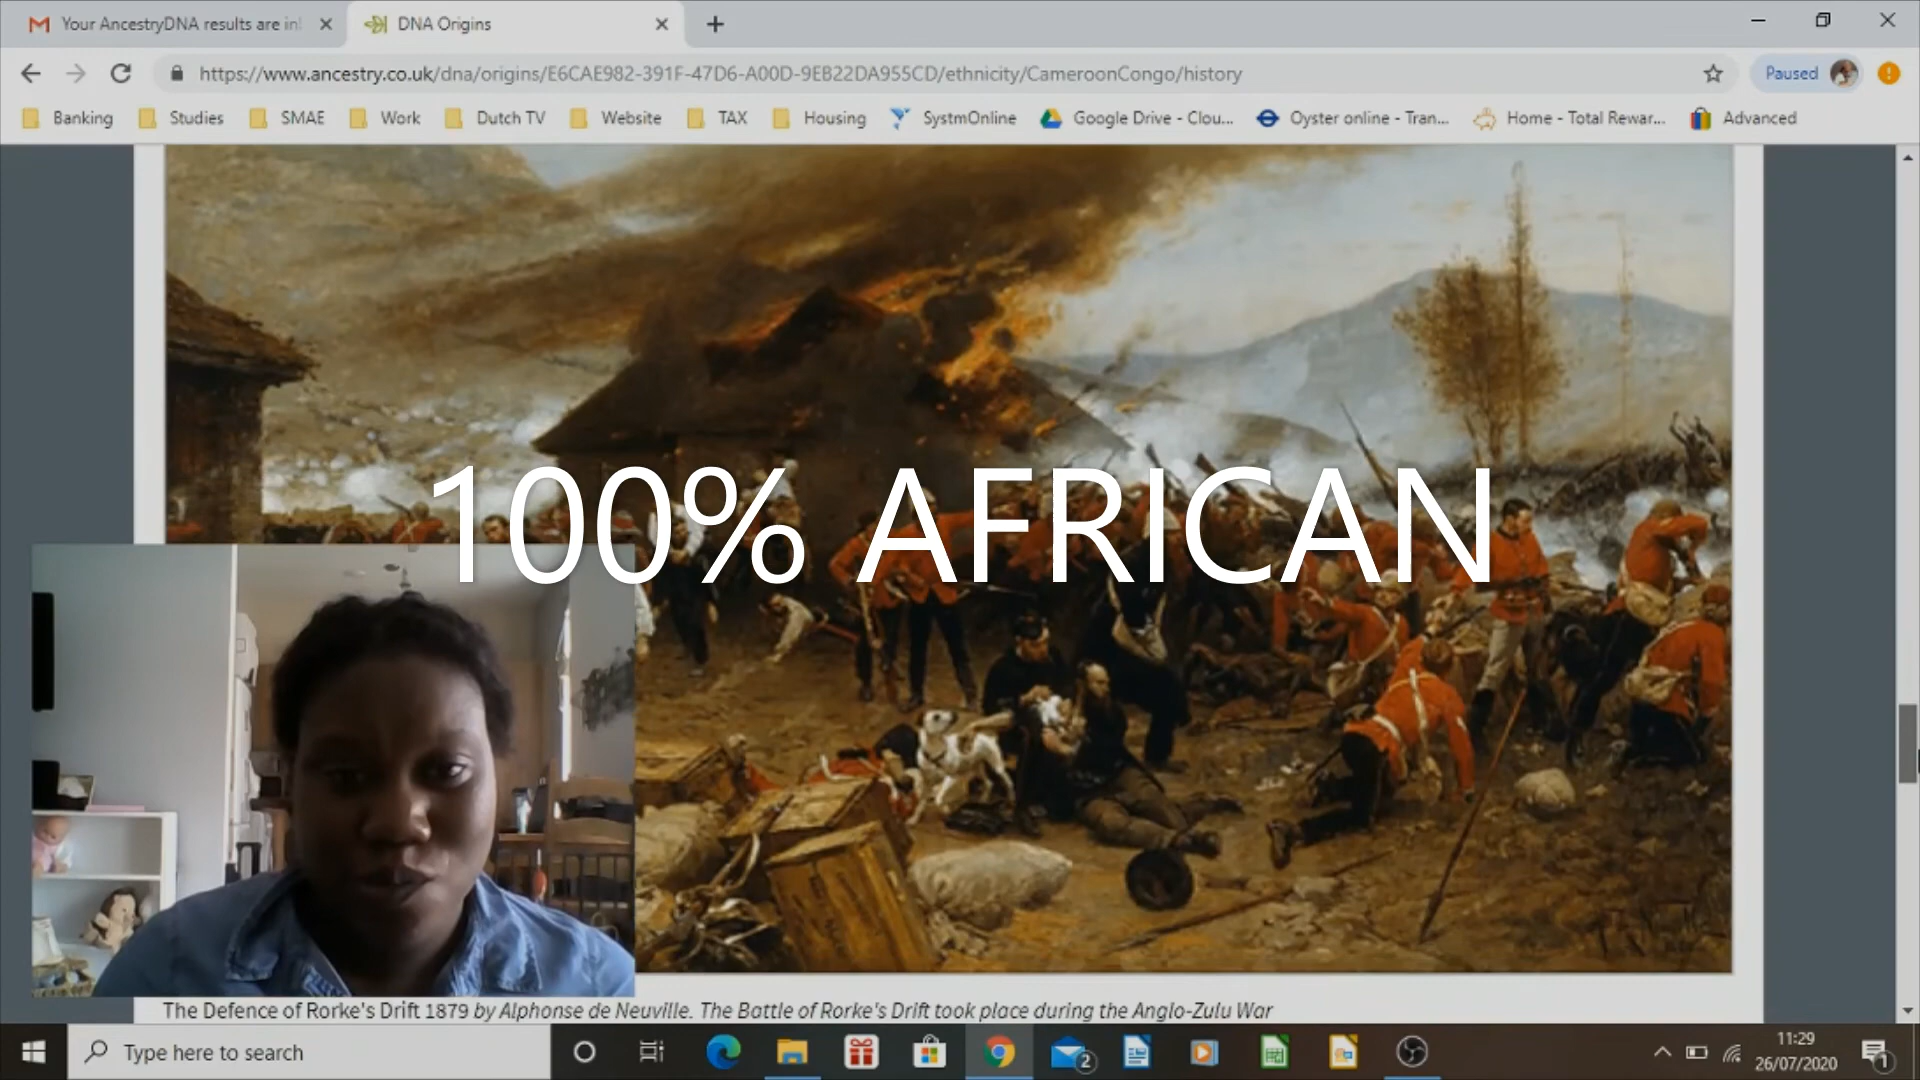 Your AncestryDNA results are in!
DNA Origins
https://www.ancestry.co.uk/dna/origins/E6CAE982-391F-47D6-A00D-9EB22DA955CD/ethnicity/CameroonCongo/history
Paused
Banking
Studies
SMAE
Work
Dutch TV
Website
TAX
Housing
SystmOnline
Google Drive - Clou...
Oyster online - Tran...
Home - Total Rewar...
Advanced
100% AFRICAN
The Defence of Rorke's Drift 1879 by Alphonse de Neuville. The Battle of Rorke's Drift took place during the Anglo-Zulu War
Type here to search
2
11:29
26/07/2020
1